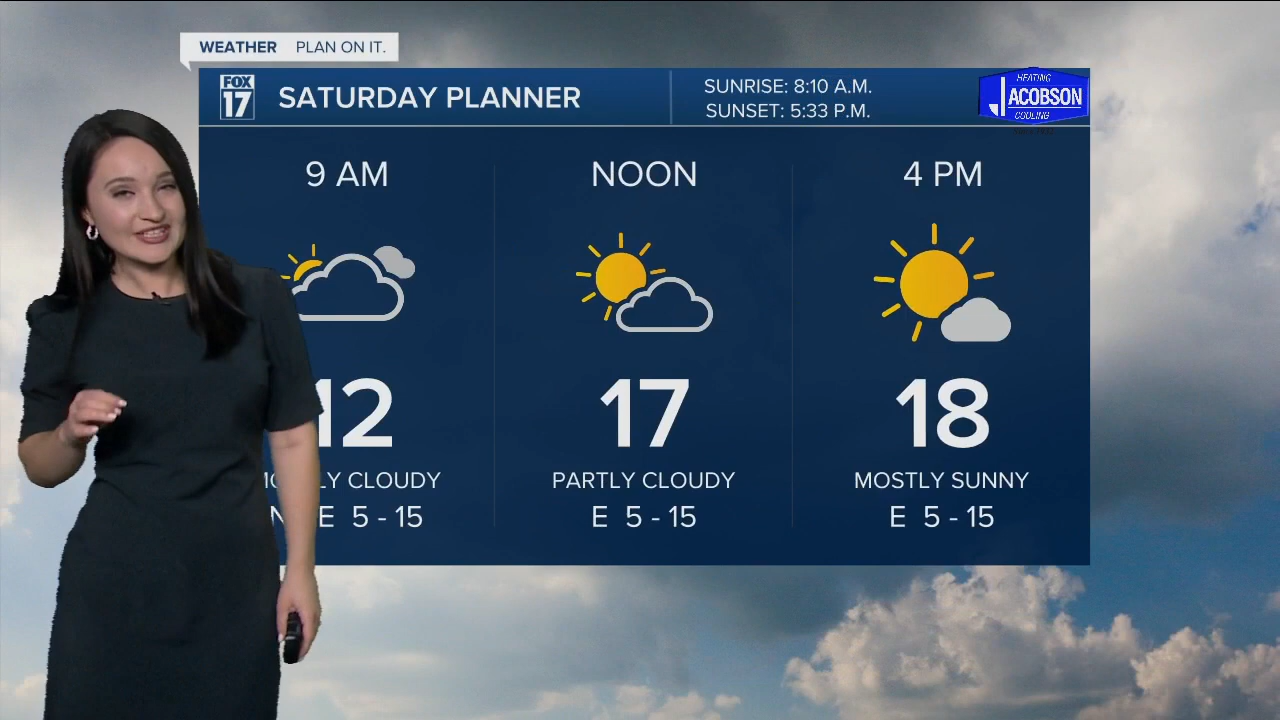 WEATHER PLAN ON IT.
FOX
17
SATURDAY PLANNER
SUNRISE: 8:10 A.M.
SUNSET: 5:33 P.M.
HEATING
JACOBSON
COOLING
9 AM
NOON
4 PM
12
17
18
CLOUDY
PARTLY CLOUDY
MOSTLY SUNNY
E 5 - 15
E 5 - 15
E 5 - 15